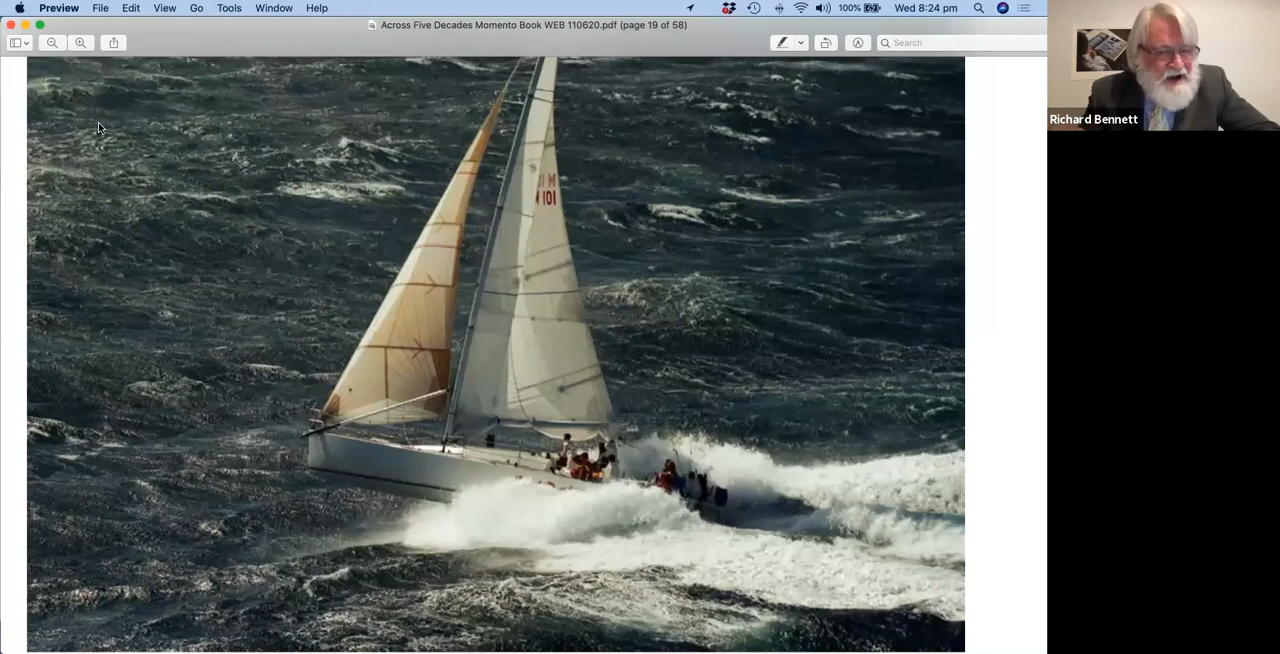 Preview File Edit View Go Tools Window Help 100% Wed 8:24 pm
Across Five Decades Momento Book WEB 110620.pdf (page 19 of 58)
Search
Richard Bennett
101